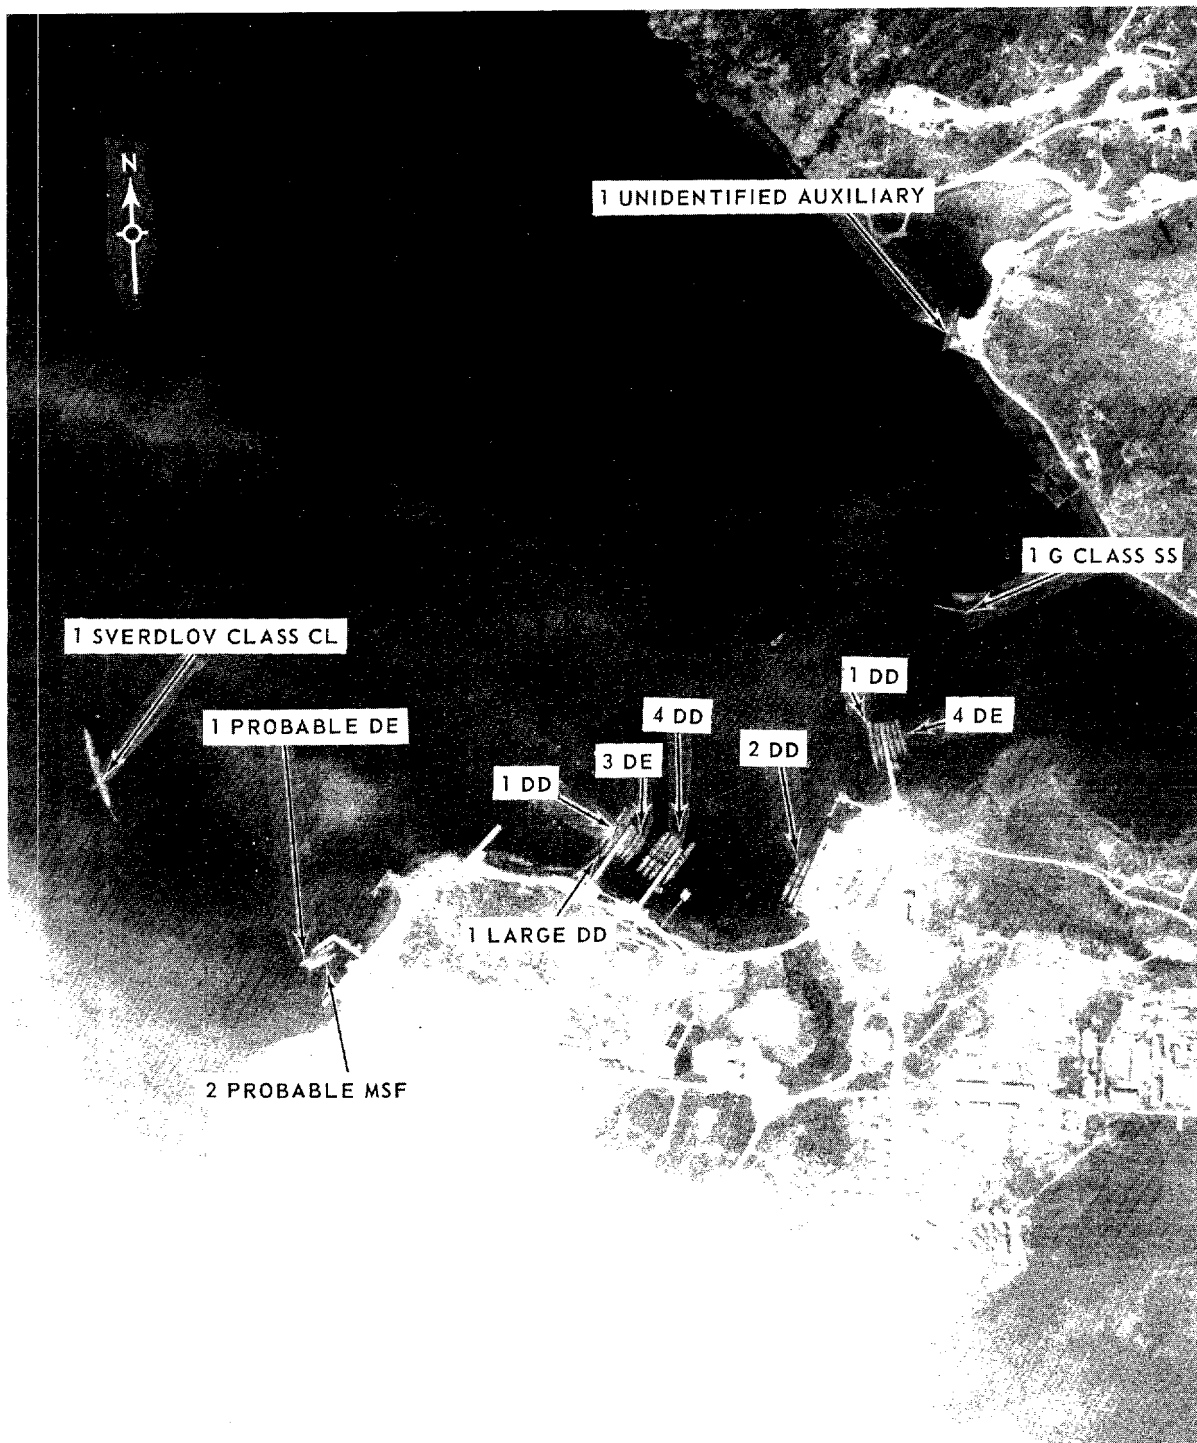 N
1 UNIDENTIFIED AUXILIARY
1 G CLASS SS
1 SVERDLOV CLASS CL
1 DD
4 DD
4 DE
1 PROBABLE DE
2 DD
3 DE
1 DD
1 LARGE DD
2 PROBABLE MSF